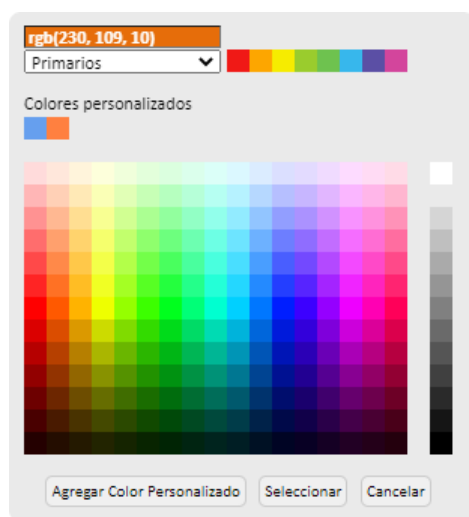 rgb(230, 109, 10)
Primarios
Colores personalizados
Agregar Color Personalizado
Seleccionar
Cancelar